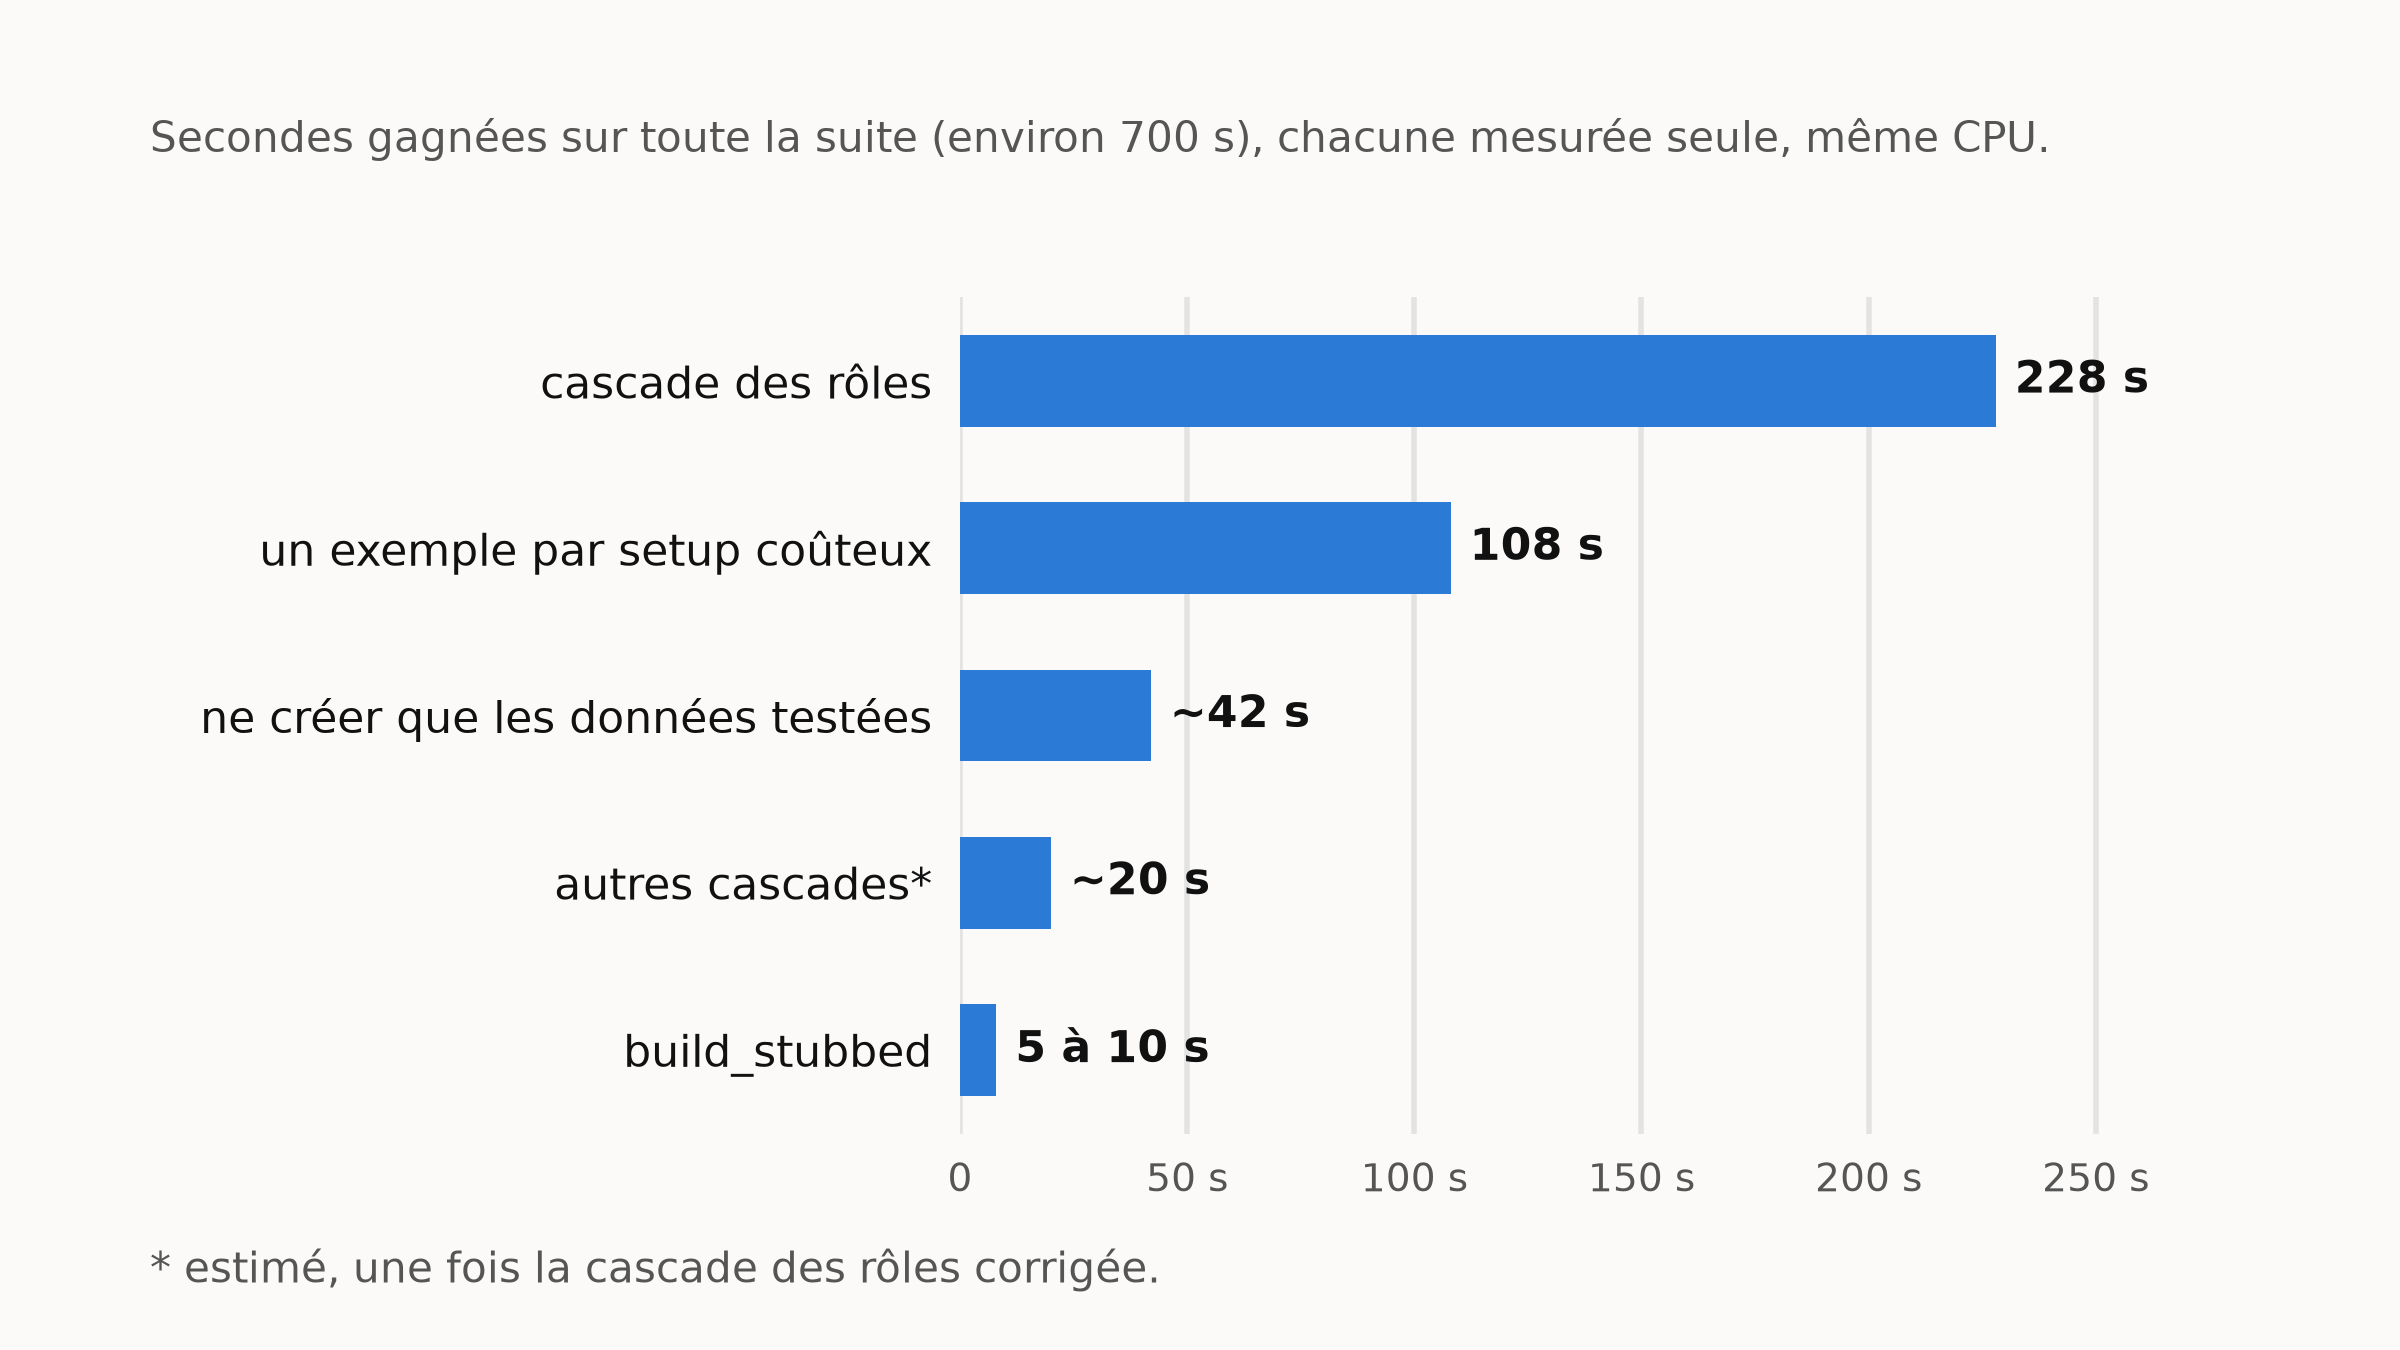 Secondes gagnées sur toute la suite (environ 700 s), chacune mesurée seule, même CPU.
cascade des rôles 228 s
un exemple par setup coûteux 108 s
ne créer que les données testées ~42 s
autres cascades* ~20 s
build_stubbed 5 à 10 s
0 50 s 100 s 150 s 200 s 250 s
* estimé, une fois la cascade des rôles corrigée.